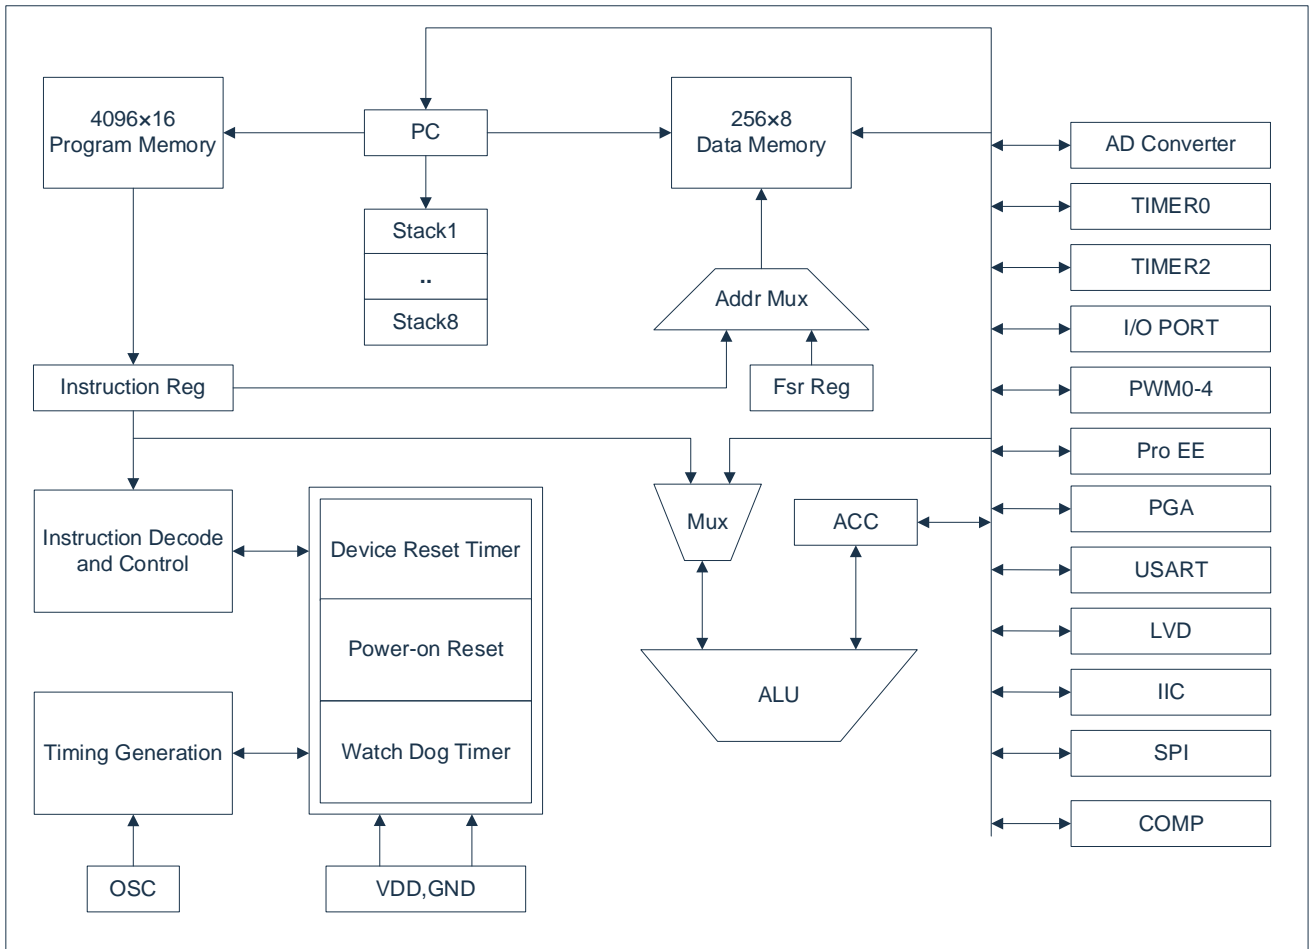 4096×16
Program Memory
PC
256×8
Data Memory
AD Converter
TIMER0
Stack1
TIMER2
..
Addr Mux
Stack8
I/O PORT
Instruction Reg
Fsr Reg
PWM0-4
Pro EE
PGA
Mux
ACC
Instruction Decode
and Control
Device Reset Timer
USART
LVD
Power-on Reset
ALU
IIC
Timing Generation
Watch Dog Timer
SPI
COMP
OSC
VDD,GND